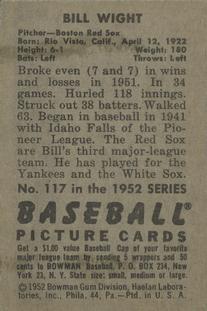 BILL WIGHT
Pitcher—Boston Red Sox
Born: Rio Vista, Calif., April 12, 1922
Height: 6-1 Weight: 180
Bats: Left Throws: Left
Broke even (7 and 7) in wins
and losses in 1951. In 34
games. Hurled 118 innings.
Struck out 38 batters. Walked
63. Began in baseball in 1941
with Idaho Falls of the Pio-
neer League. The Red Sox
are Bill's third major-league
team. He has played for the
Yankees and the White Sox.
No. 117 in the 1952 SERIES
BASEBALL®
PICTURE CARDS
Get a $1.00 value Baseball Cap of your favorite
major league team by sending 5 wrappers and 50
cents to BOWMAN Baseball, P. O. BOX 234, New
York 23, N. Y. State size: small, medium or large.
©1952 Bowman Gum Division, Haelan Labora-
tories, Inc., Phila. 44, Pa.—Ptd. in U. S. A.